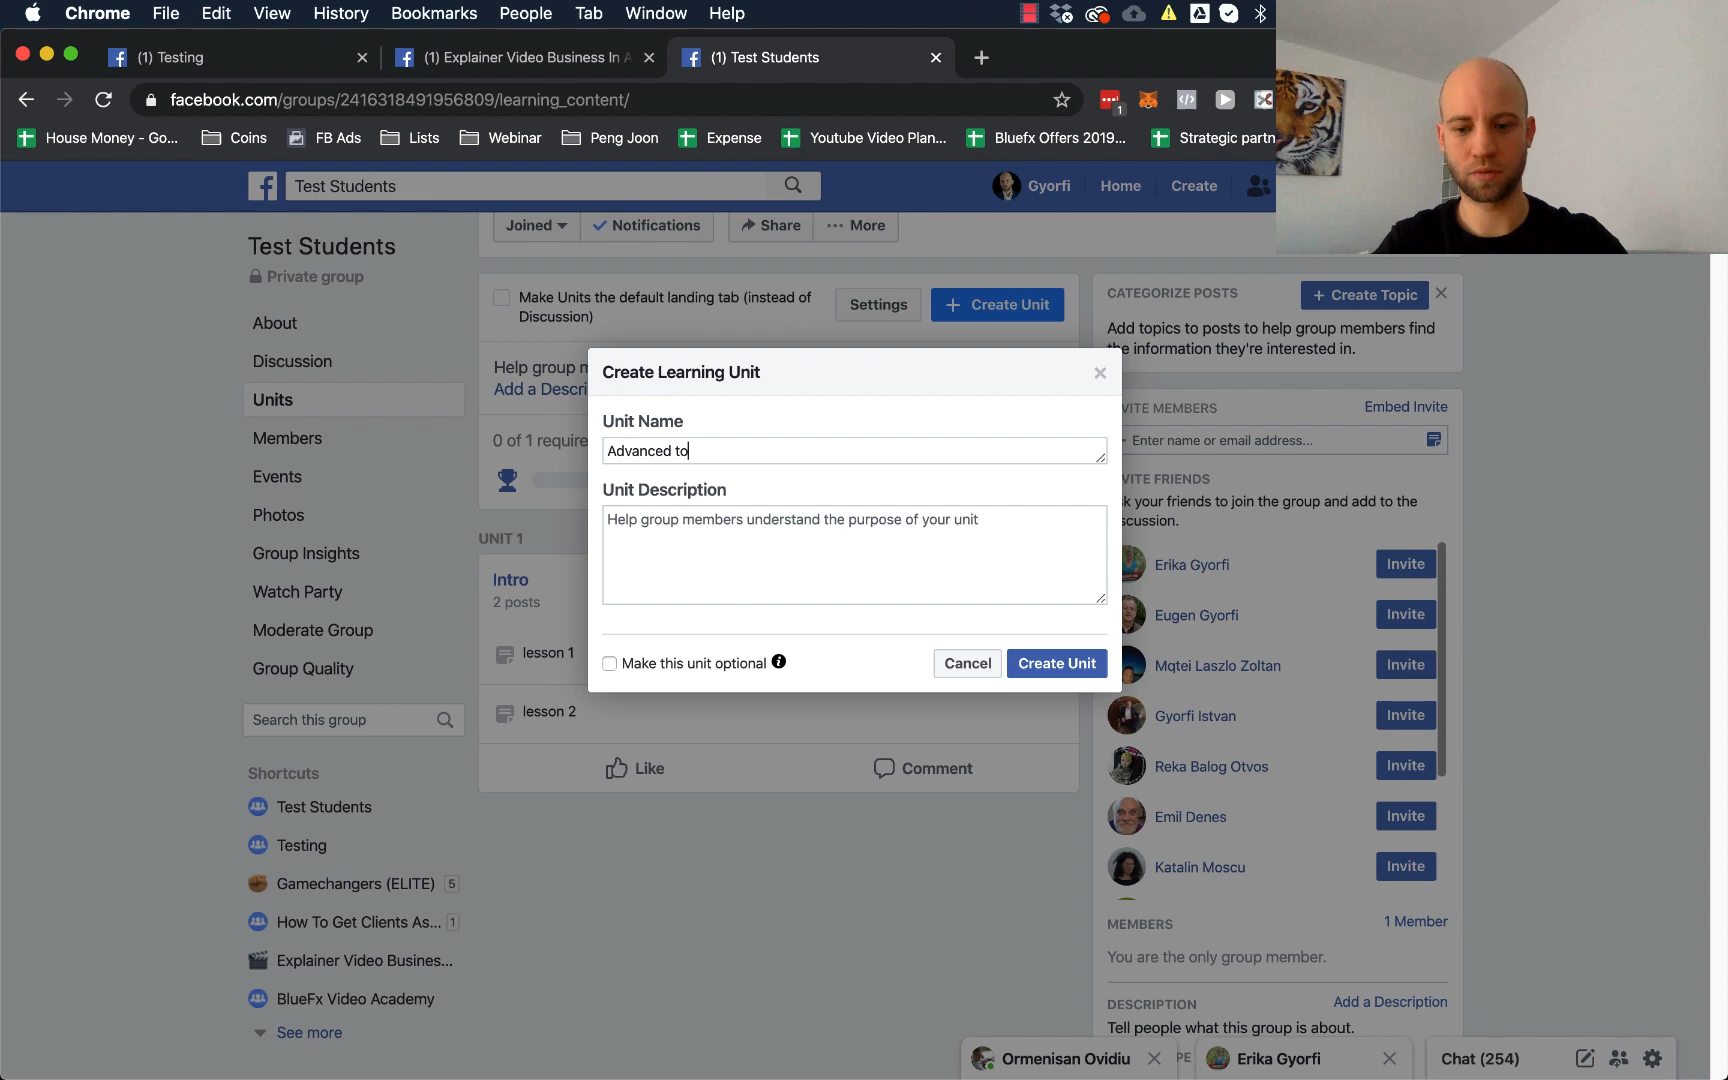 Chrome File Edit View History Bookmarks People Tab Window Help
(1) Testing
(1) Explainer Video Business In A
(1) Test Students
facebook.com/groups/2416318491956809/learning_content/
1
House Money - Go...
Coins
FB Ads
Lists
Webinar
Peng Joon
Expense
Youtube Video Plan...
Bluefx Offers 2019...
Strategic partn
Test Students
Gyorfi
Home
Create
Test Students
Private group
About
Discussion
Units
Members
Events
Photos
Group Insights
Watch Party
Moderate Group
Group Quality
Search this group
Shortcuts
Test Students
Testing
Gamechangers (ELITE) 5
How To Get Clients As... 1
Explainer Video Busines...
BlueFx Video Academy
See more
Joined
Notifications
Share
More
Make Units the default landing tab (instead of
Discussion)
Settings
+ Create Unit
Help group m
Add a Descri
0 of 1 require
UNIT 1
Intro
2 posts
lesson 1
lesson 2
Like
Comment
Create Learning Unit
Unit Name
Advanced to
Unit Description
Help group members understand the purpose of your unit
Make this unit optional
Cancel
Create Unit
CATEGORIZE POSTS
+ Create Topic
Add topics to posts to help group members find
the information they're interested in.
VITE MEMBERS
Embed Invite
Enter name or email address...
VITE FRIENDS
k your friends to join the group and add to the
scussion.
Erika Gyorfi Invite
Eugen Gyorfi Invite
Mqtei Laszlo Zoltan Invite
Gyorfi Istvan Invite
Reka Balog Otvos Invite
Emil Denes Invite
Katalin Moscu Invite
MEMBERS
1 Member
You are the only group member.
DESCRIPTION
Add a Description
Tell people what this group is about.
Ormenisan Ovidiu
PE
Erika Gyorfi
Chat (254)